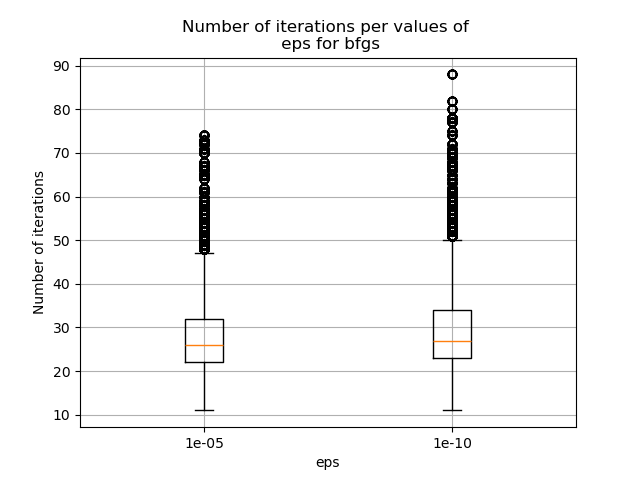 Number of iterations per values of
eps for bfgs
90
80
70
60
50
40
30
20
10
Number of iterations
1e-05
1e-10
eps